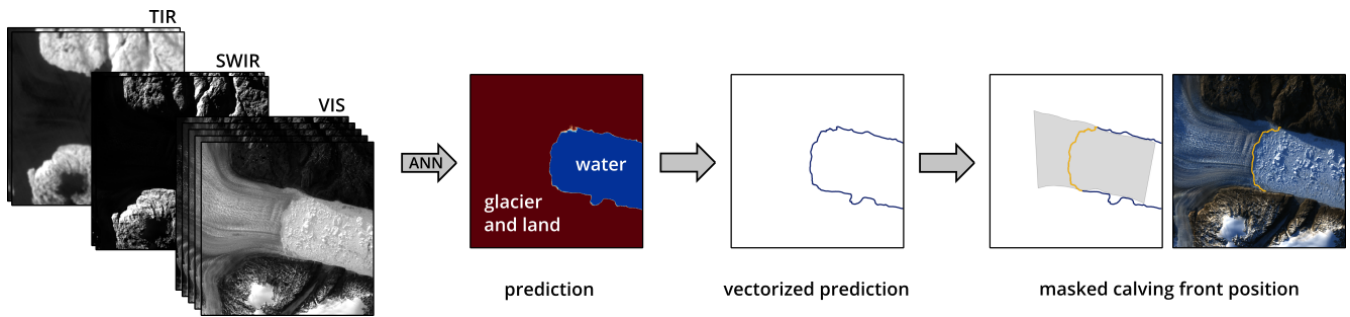 TIR
SWIR
VIS
ANN
water
glacier
and land
prediction
vectorized prediction
masked calving front position